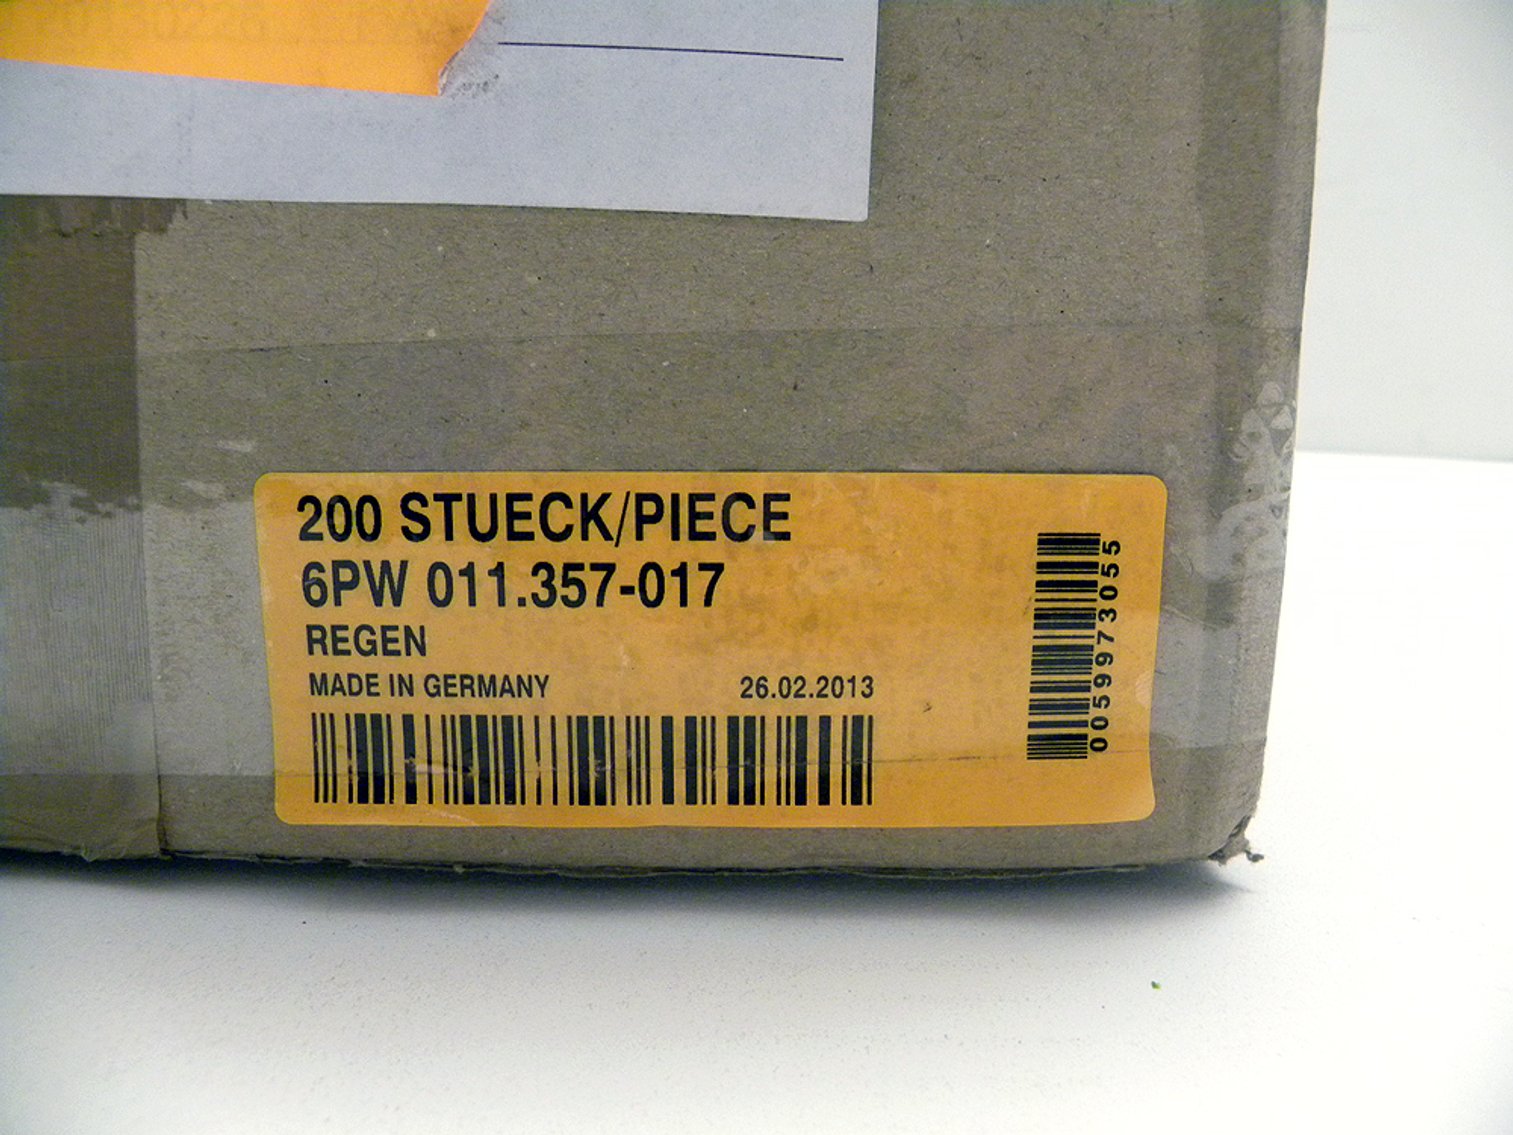 200 STUECK/PIECE
6PW 011.357-017
REGEN
MADE IN GERMANY 26.02.2013
0059973055